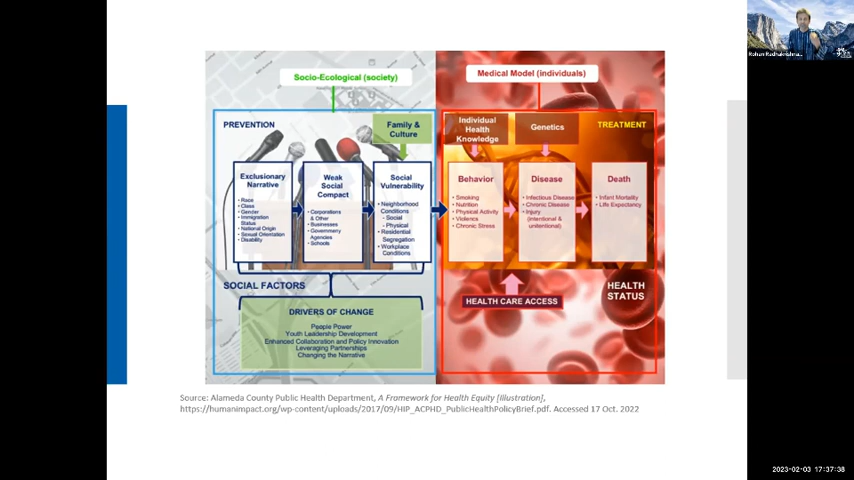 Socio-Ecological (society)
Medical Model (individuals)
PREVENTION
Family &
Culture
Individual
Health
Knowledge
Genetics
TREATMENT
Exclusionary
Narrative
• Race
• Class
• Gender
• Immigration
Status
• National Origin
• Sexual Orientation
• Disability
Weak
Social
Compact
• Corporations
& Other
• Businesses
• Government
Agencies
• Schools
Social
Vulnerability
• Neighborhood
Conditions
- Social
- Physical
• Residential
Segregation
• Workplace
Conditions
Behavior
• Smoking
• Nutrition
• Physical Activity
• Violence
• Chronic Stress
Disease
• Infectious Disease
• Chronic Disease
• Injury
(intentional &
unitentional)
Death
• Infant Mortality
• Life Expectancy
SOCIAL FACTORS
HEALTH CARE ACCESS
HEALTH
STATUS
DRIVERS OF CHANGE
People Power
Youth Leadership Development
Enhanced Collaboration and Policy Innovation
Leveraging Partnerships
Changing the Narrative
Source: Alameda County Public Health Department, A Framework for Health Equity [Illustration],
https://humanimpact.org/wp-content/uploads/2017/09/HIP_ACPHD_PublicHealthPolicyBrief.pdf. Accessed 17 Oct. 2022
2023-02-03 17:37:38